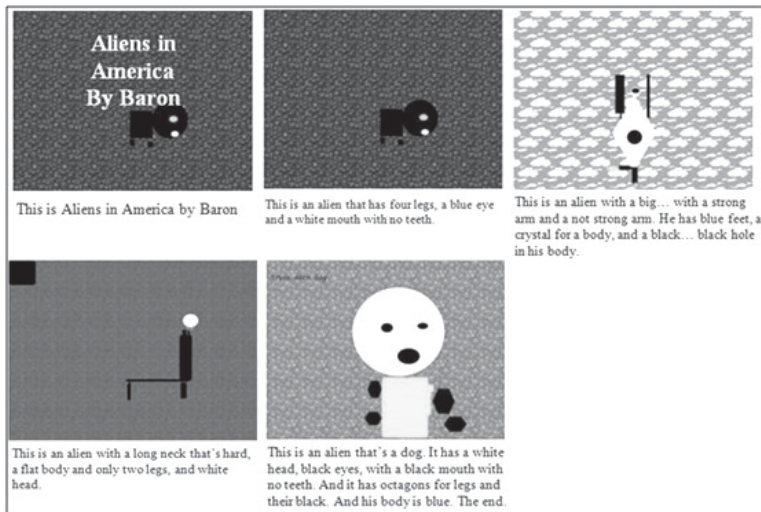 Aliens in
America
By Baron
This is Aliens in America by Baron
This is an alien that has four legs, a blue eye
and a white mouth with no teeth.
This is an alien with a big… with a strong
arm and a not strong arm. He has blue feet, a
crystal for a body, and a black… black hole
in his body.
This is an alien with a long neck that's hard,
a flat body and only two legs, and white
head.
This is an alien that's a dog. It has a white
head, black eyes, with a black mouth with
no teeth. And it has octagons for legs and
their black. And his body is blue. The end.